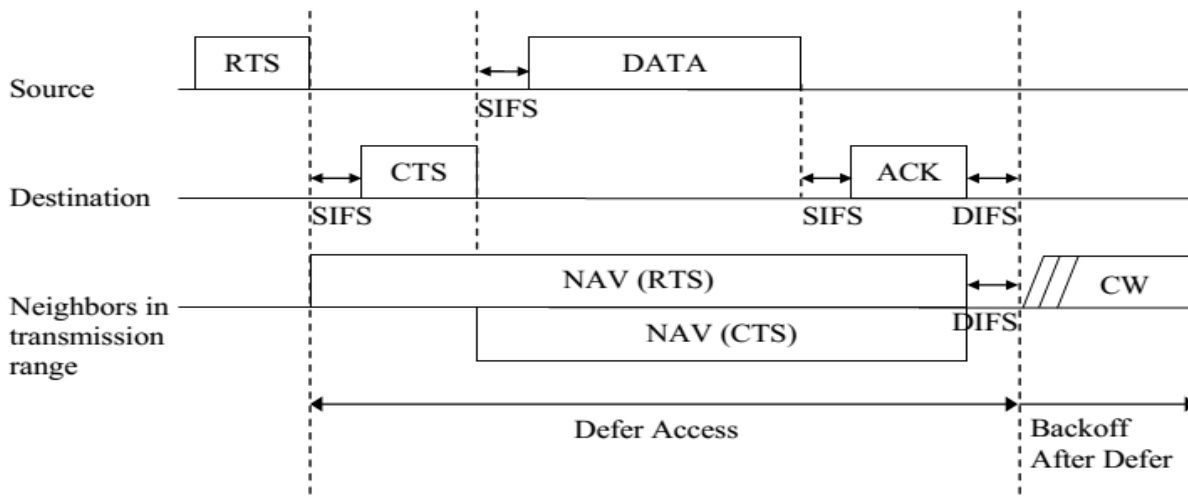 RTS
DATA
Source
SIFS
CTS
ACK
Destination
SIFS
SIFS
DIFS
NAV (RTS)
CW
Neighbors in
transmission
range
DIFS
NAV (CTS)
Defer Access
Backoff
After Defer